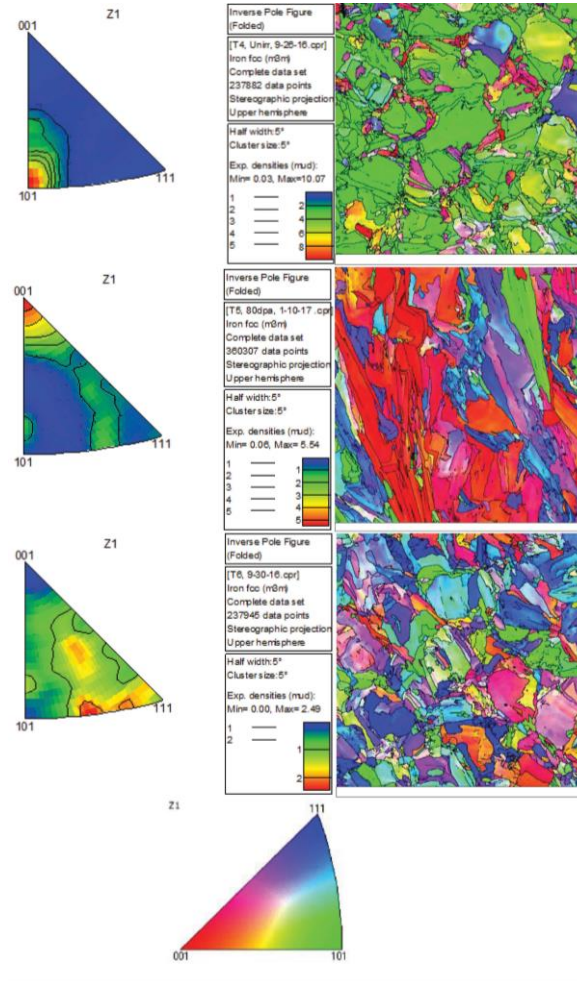 Z1
001
111
101
Inverse Pole Figure
(Folded)
[T4, Unirr, 9-26-16.cpr]
Iron fcc (m3m)
Complete data set
237882 data points
Stereographic projection
Upper hemisphere
Half width:5°
Cluster size:5°
Exp. densities (mud):
Min= 0.03, Max=10.07
1
2
3
4
5
2
4
6
8
Z1
001
111
101
Inverse Pole Figure
(Folded)
[T5, 80dpa, 1-10-17 .cpr]
Iron fcc (m3m)
Complete data set
360307 data points
Stereographic projection
Upper hemisphere
Half width:5°
Cluster size:5°
Exp. densities (mud):
Min= 0.06, Max= 5.54
1
2
3
4
5
1
2
3
4
5
Z1
001
111
101
Inverse Pole Figure
(Folded)
[T6, 9-30-16.cpr]
Iron fcc (m3m)
Complete data set
237945 data points
Stereographic projection
Upper hemisphere
Half width:5°
Cluster size:5°
Exp. densities (mud):
Min= 0.00, Max= 2.49
1
2
1
2
Z1
111
001
101